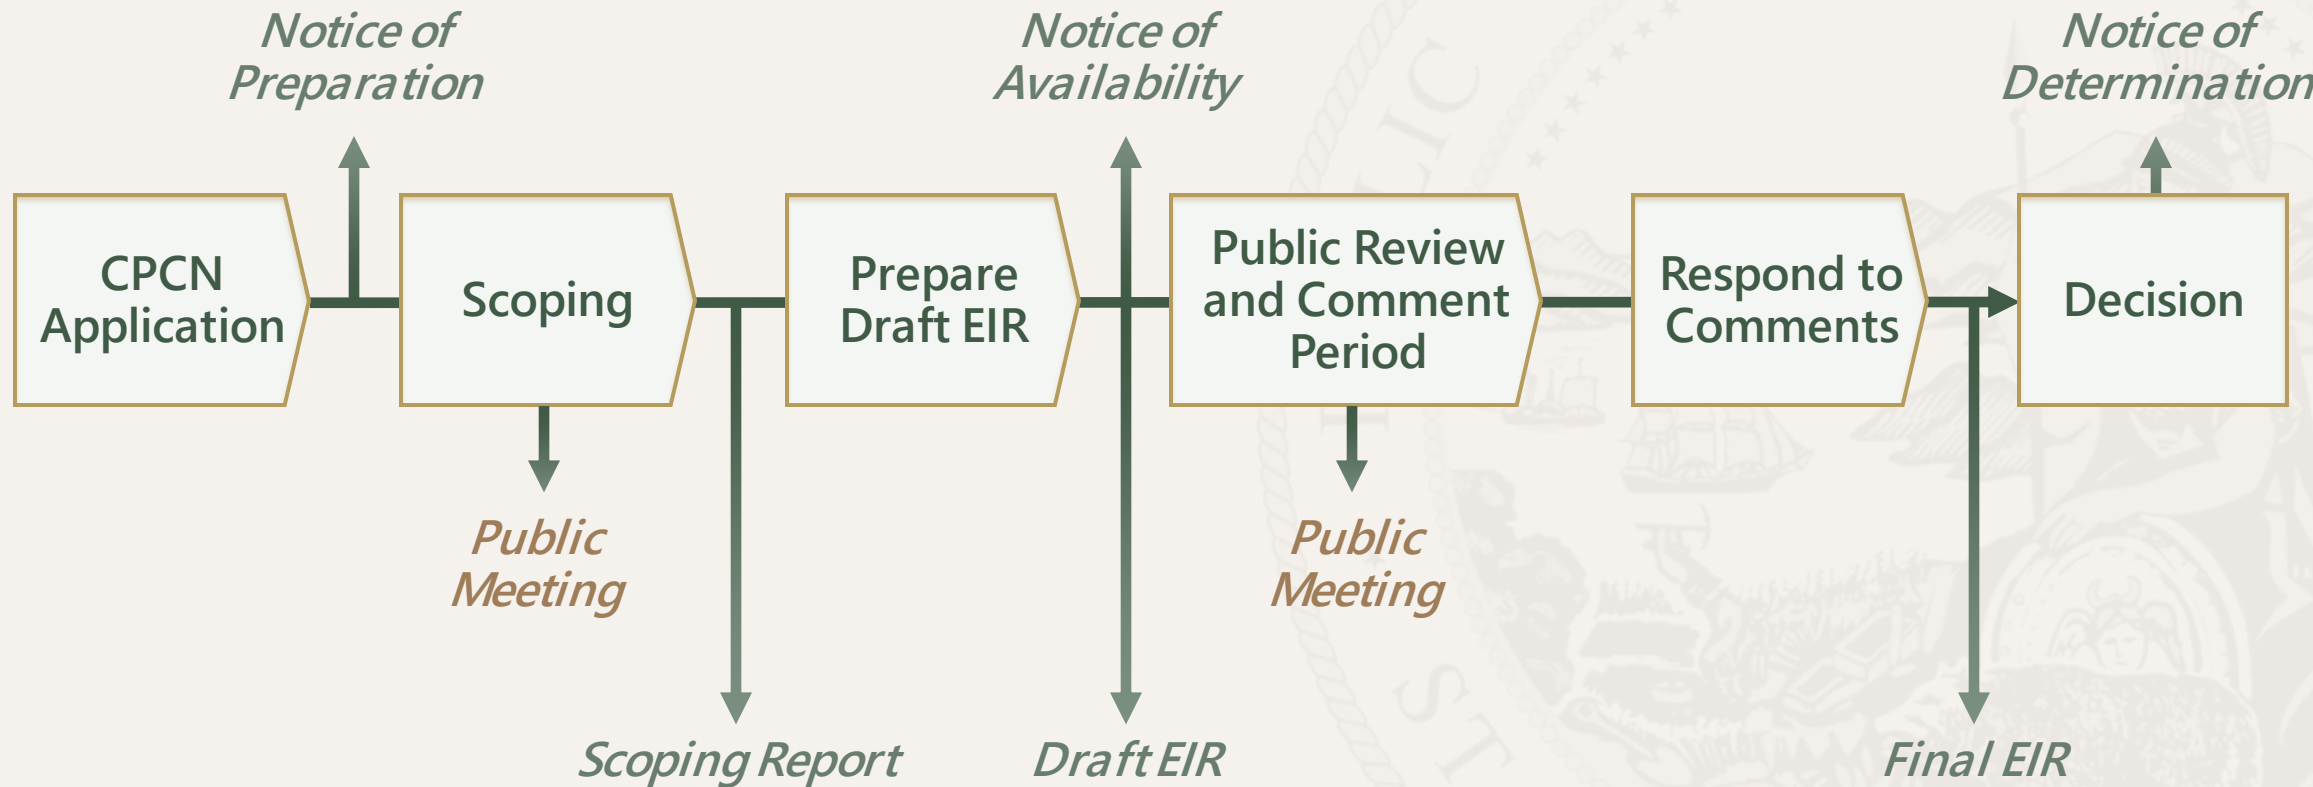 Notice of
Preparation
Notice of
Availability
Notice of
Determination
CPCN
Application
Scoping
Prepare
Draft EIR
Public Review
and Comment
Period
Respond to
Comments
Decision
Public
Meeting
Public
Meeting
Scoping Report
Draft EIR
Final EIR